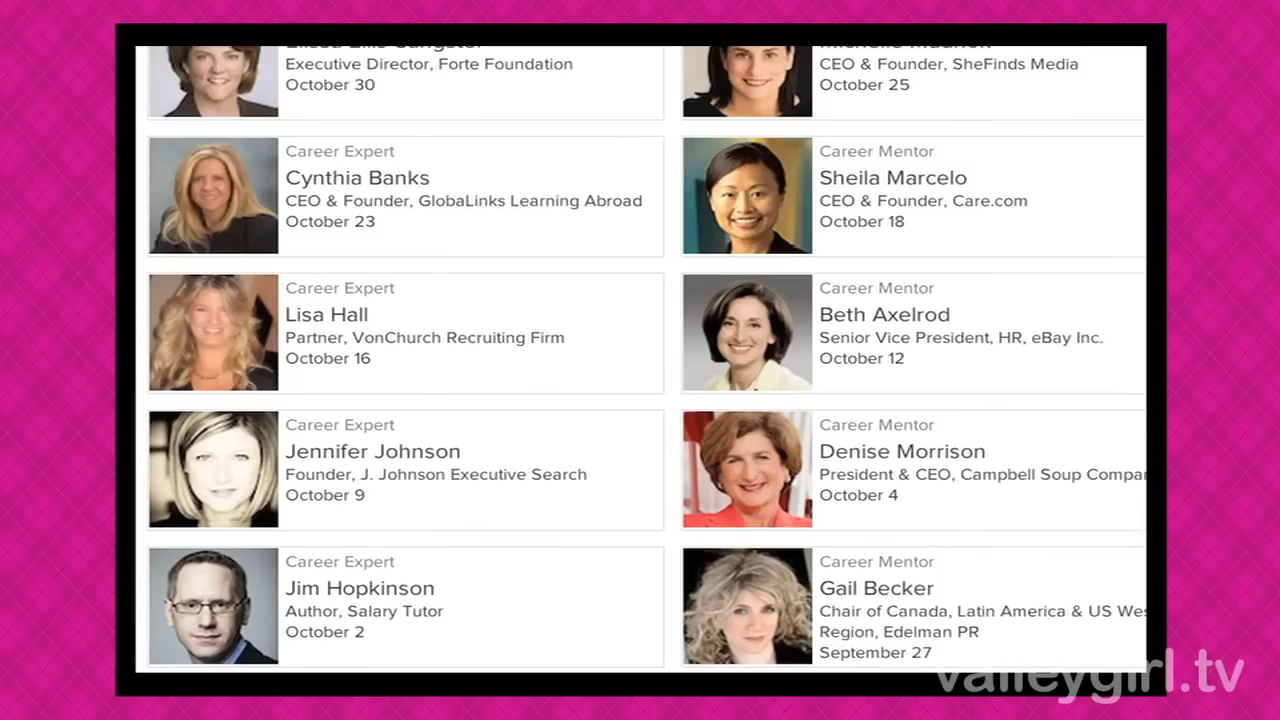 Executive Director, Forte Foundation
October 30
CEO & Founder, SheFinds Media
October 25
Career Expert
Cynthia Banks
CEO & Founder, GlobaLinks Learning Abroad
October 23
Career Mentor
Sheila Marcelo
CEO & Founder, Care.com
October 18
Career Expert
Lisa Hall
Partner, VonChurch Recruiting Firm
October 16
Career Mentor
Beth Axelrod
Senior Vice President, HR, eBay Inc.
October 12
Career Expert
Jennifer Johnson
Founder, J. Johnson Executive Search
October 9
Career Mentor
Denise Morrison
President & CEO, Campbell Soup Compan
October 4
Career Expert
Jim Hopkinson
Author, Salary Tutor
October 2
Career Mentor
Gail Becker
Chair of Canada, Latin America & US Wes
Region, Edelman PR
September 27
valleygirl.tv